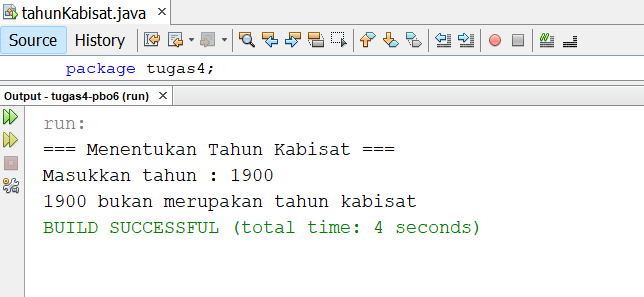 tahunKabisat.java ×
Source History
package tugas4;
Output - tugas4-pbo6 (run) ×
run:
=== Menentukan Tahun Kabisat ===
Masukkan tahun : 1900
1900 bukan merupakan tahun kabisat
BUILD SUCCESSFUL (total time: 4 seconds)